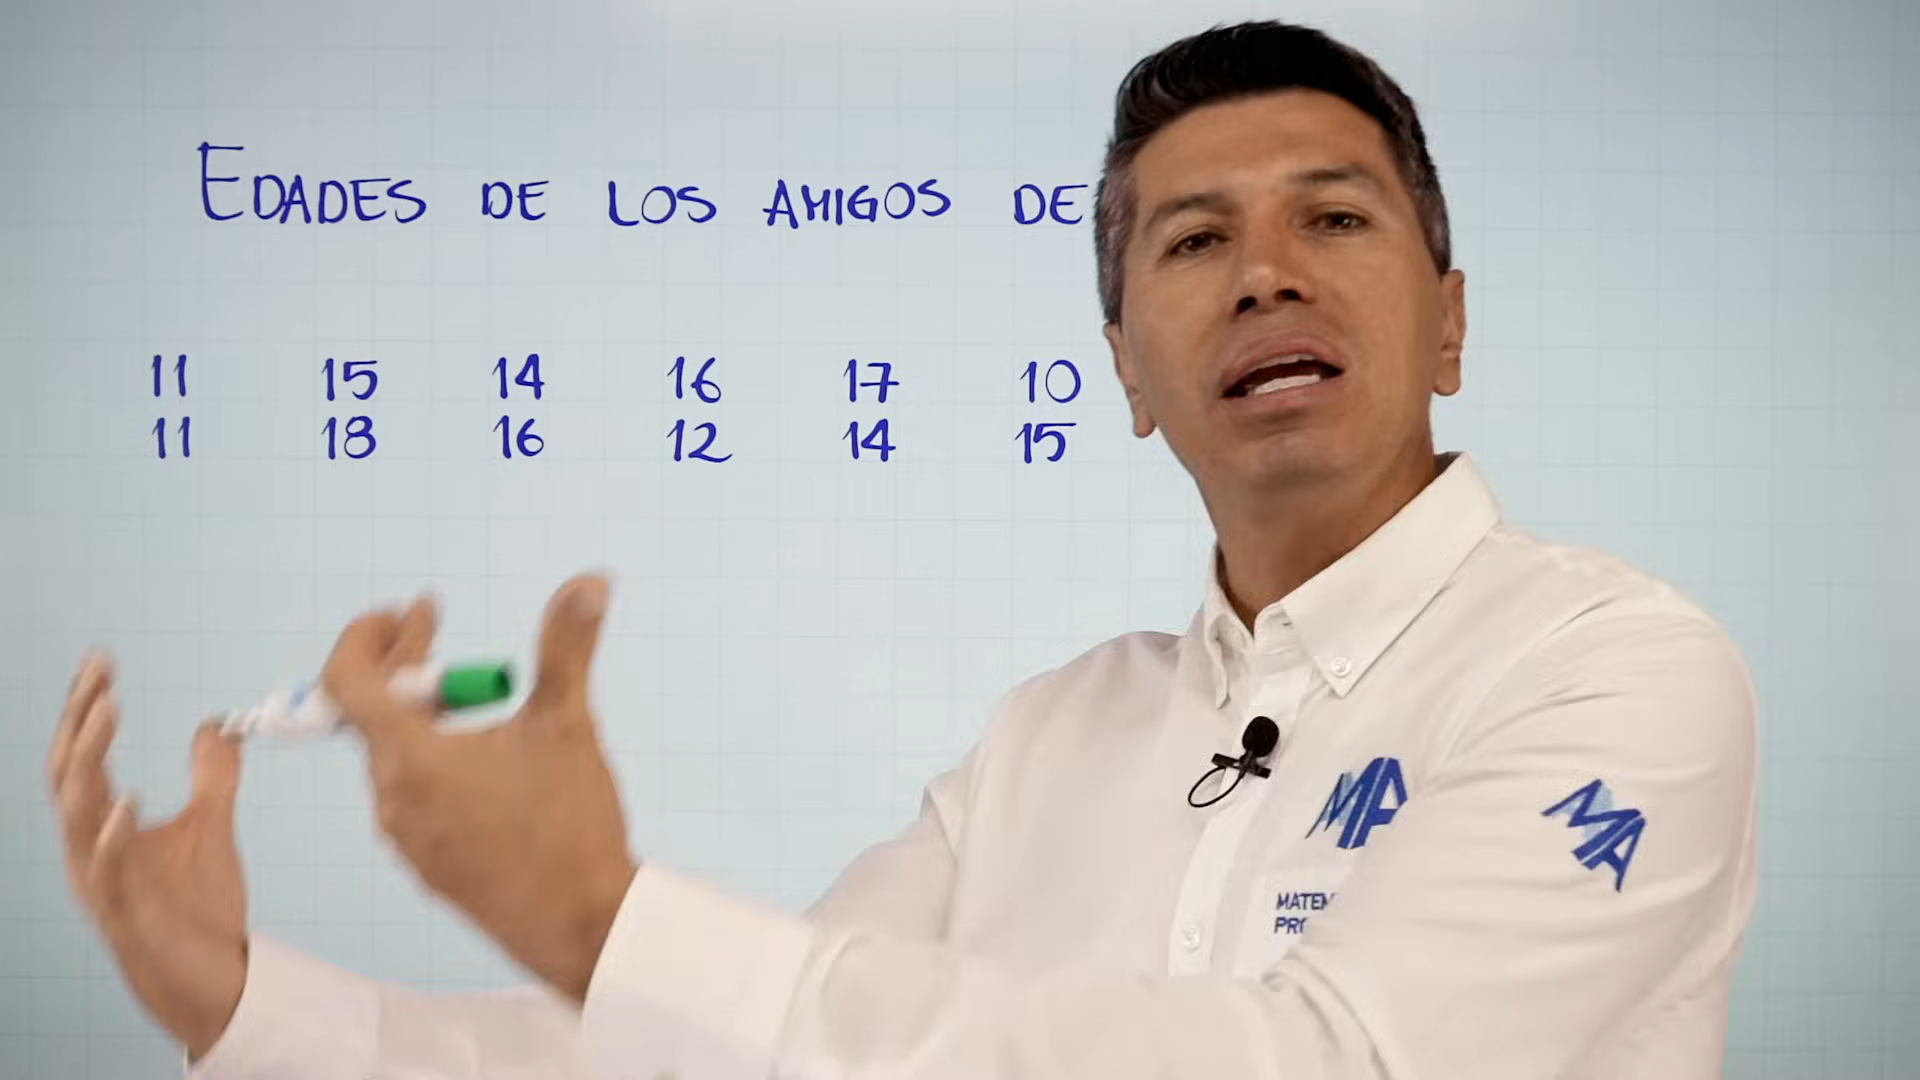 EDADES DE LOS AMIGOS DE
11 15 14 16 17 10
11 18 16 12 14 15
MA
MA